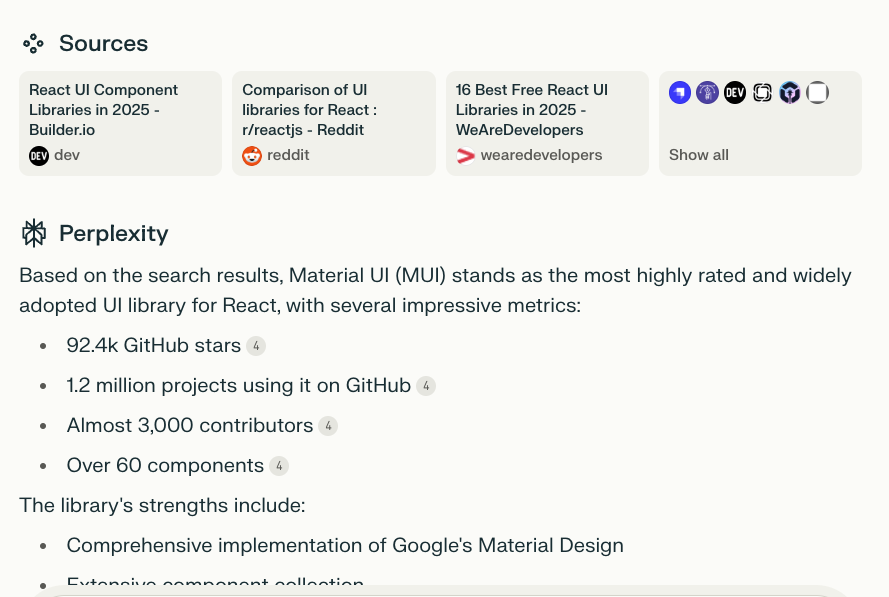 Sources
React UI Component
Libraries in 2025 -
Builder.io
DEV dev
Comparison of UI
libraries for React :
r/reactjs - Reddit
reddit
16 Best Free React UI
Libraries in 2025 -
WeAreDevelopers
wearedevelopers
DEV
Show all
Perplexity
Based on the search results, Material UI (MUI) stands as the most highly rated and widely
adopted UI library for React, with several impressive metrics:
• 92.4k GitHub stars 4
• 1.2 million projects using it on GitHub 4
• Almost 3,000 contributors 4
• Over 60 components 4
The library's strengths include:
• Comprehensive implementation of Google's Material Design
• Extensive component collection